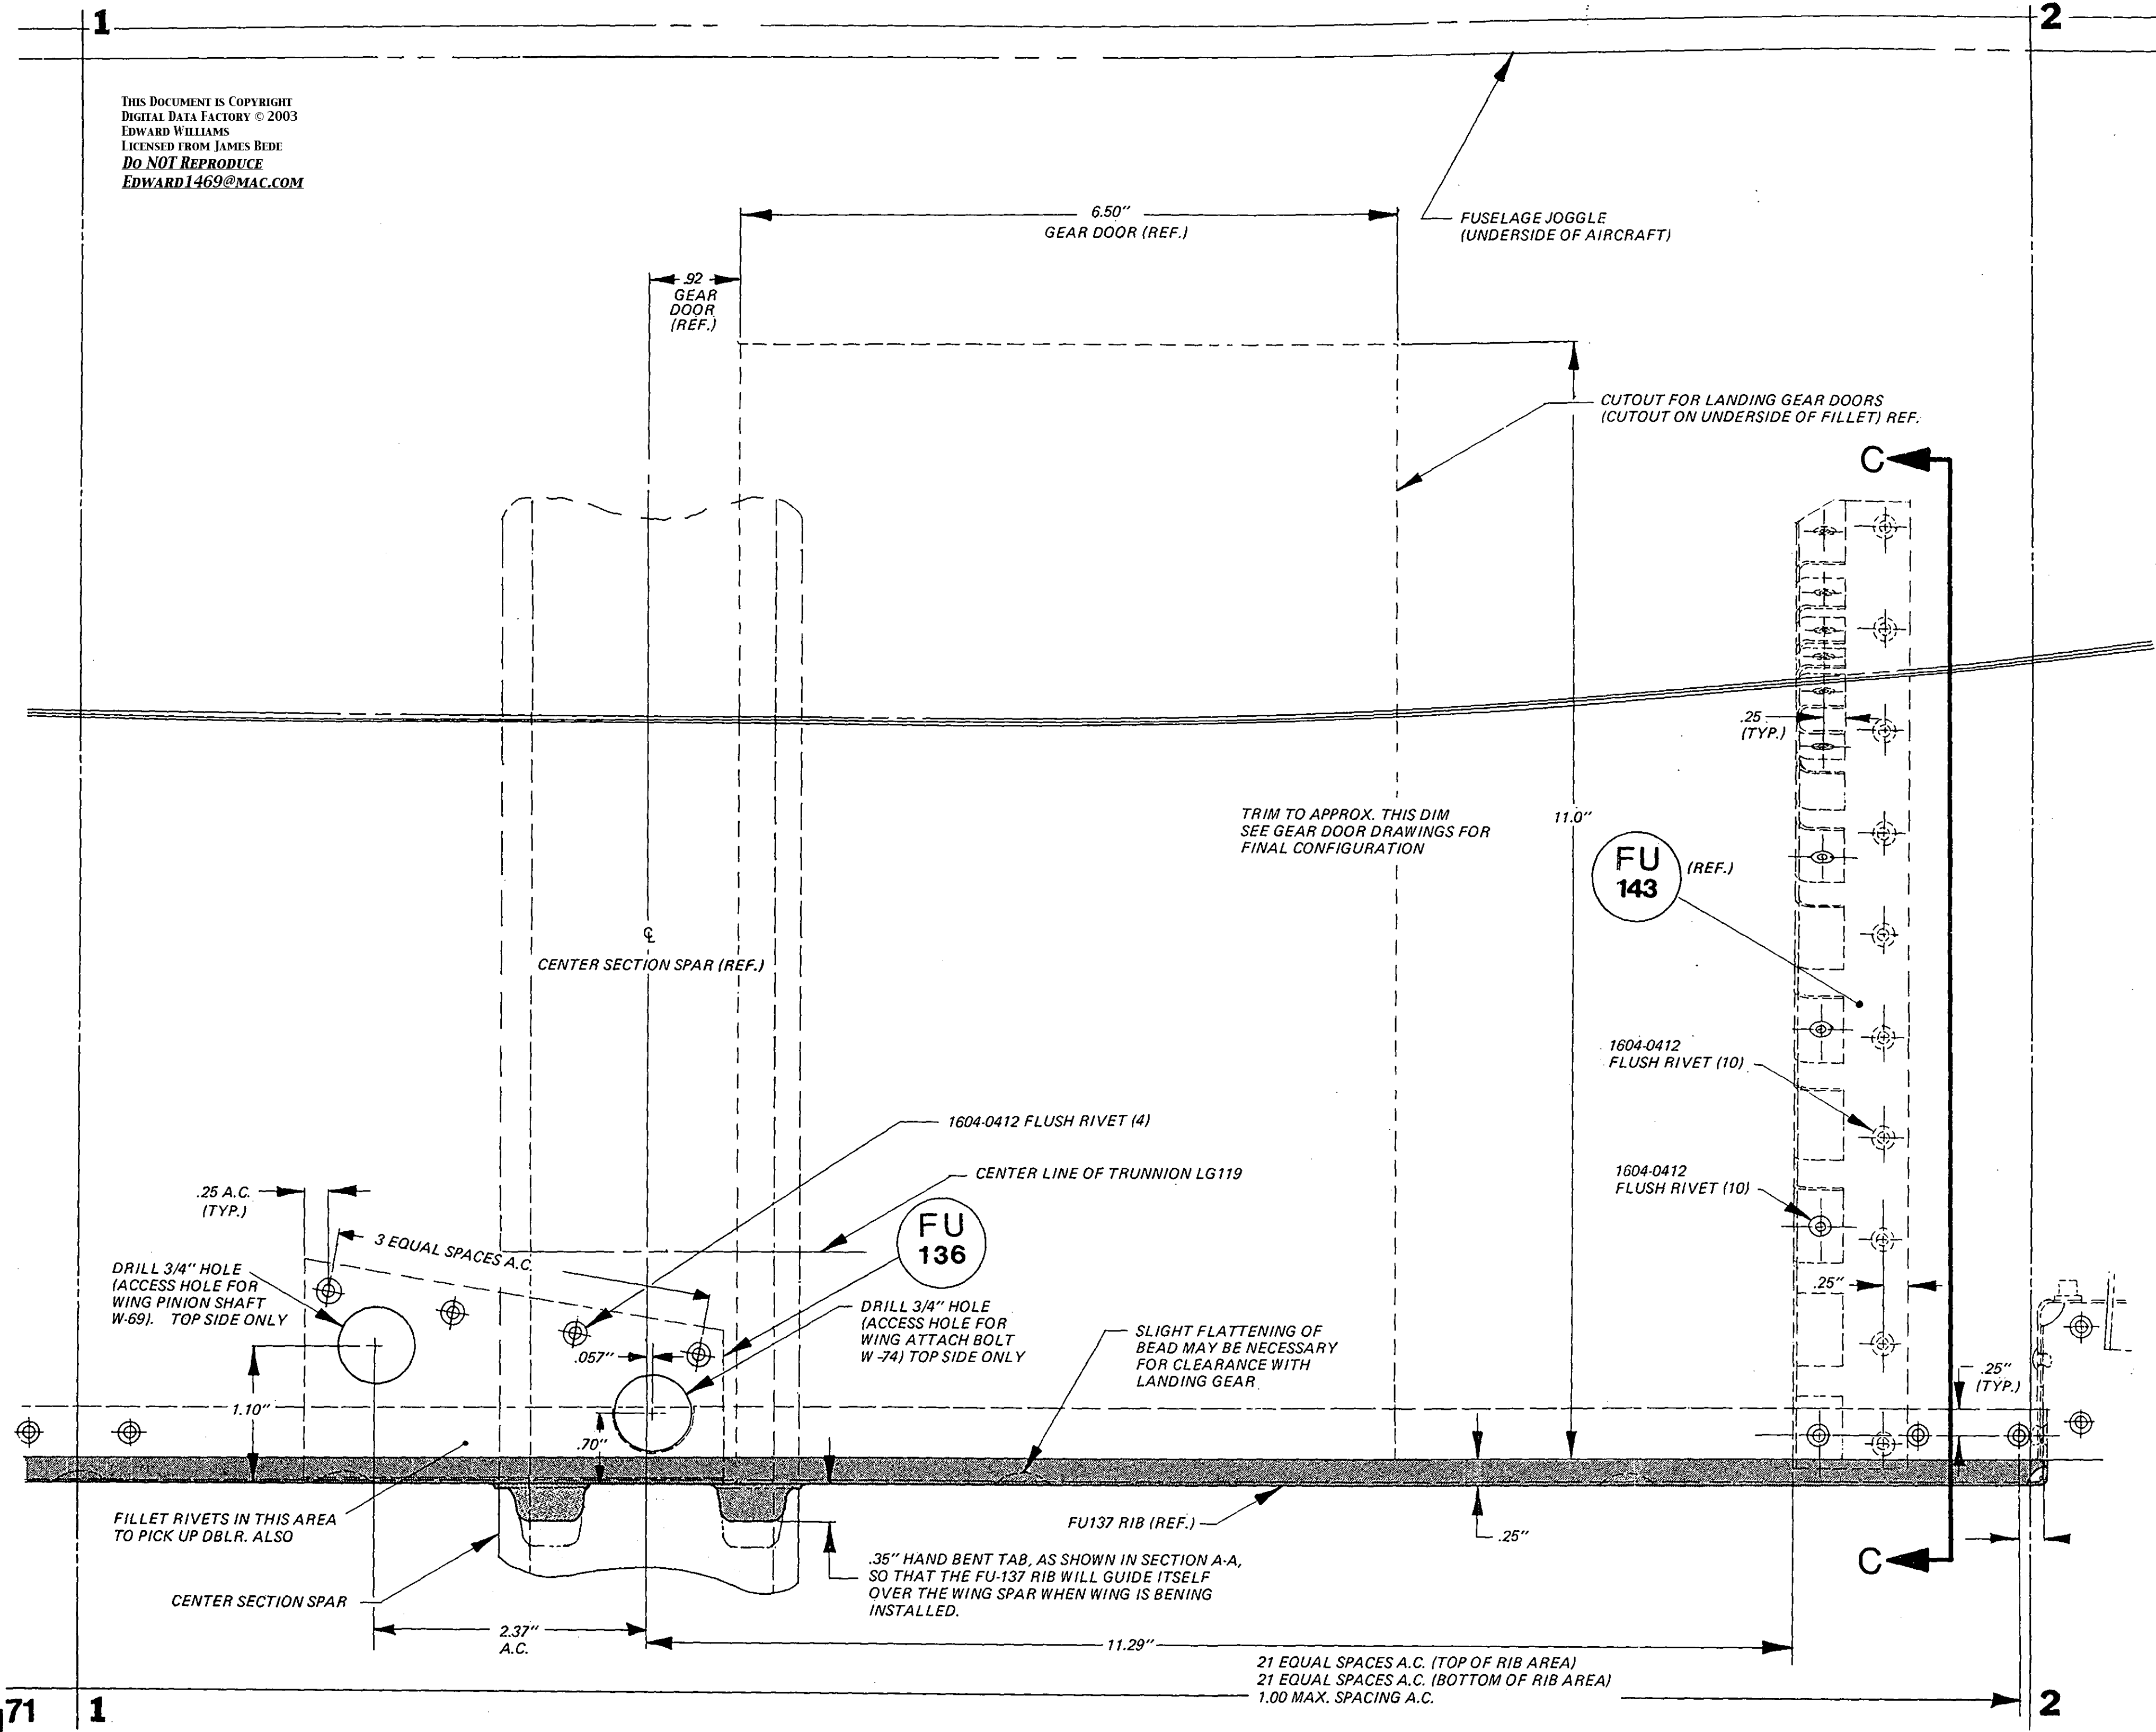 1
2
THIS DOCUMENT IS COPYRIGHT
DIGITAL DATA FACTORY © 2003
EDWARD WILLIAMS
LICENSED FROM JAMES BEDE
DO NOT REPRODUCE
EDWARD1469@MAC.COM
6.50"
GEAR DOOR (REF.)
FUSELAGE JOGGLE
(UNDERSIDE OF AIRCRAFT)
.92
GEAR
DOOR
(REF.)
CUTOUT FOR LANDING GEAR DOORS
(CUTOUT ON UNDERSIDE OF FILLET) REF.
C
.25
(TYP.)
TRIM TO APPROX. THIS DIM
SEE GEAR DOOR DRAWINGS FOR
FINAL CONFIGURATION
11.0"
FU
143
(REF.)
℄
CENTER SECTION SPAR (REF.)
1604-0412
FLUSH RIVET (10)
1604-0412 FLUSH RIVET (4)
CENTER LINE OF TRUNNION LG119
1604-0412
FLUSH RIVET (10)
.25 A.C.
(TYP.)
3 EQUAL SPACES A.C.
FU
136
DRILL 3/4" HOLE
(ACCESS HOLE FOR
WING PINION SHAFT
W-69). TOP SIDE ONLY
.25"
DRILL 3/4" HOLE
(ACCESS HOLE FOR
WING ATTACH BOLT
W -74) TOP SIDE ONLY
SLIGHT FLATTENING OF
BEAD MAY BE NECESSARY
FOR CLEARANCE WITH
LANDING GEAR
.057"
.25"
(TYP.)
1.10"
.70"
FILLET RIVETS IN THIS AREA
TO PICK UP DBLR. ALSO
FU137 RIB (REF.)
.25"
.35" HAND BENT TAB, AS SHOWN IN SECTION A-A,
SO THAT THE FU-137 RIB WILL GUIDE ITSELF
OVER THE WING SPAR WHEN WING IS BENING
INSTALLED.
C
CENTER SECTION SPAR
2.37"
A.C.
11.29"
21 EQUAL SPACES A.C. (TOP OF RIB AREA)
21 EQUAL SPACES A.C. (BOTTOM OF RIB AREA)
1.00 MAX. SPACING A.C.
71
1
2